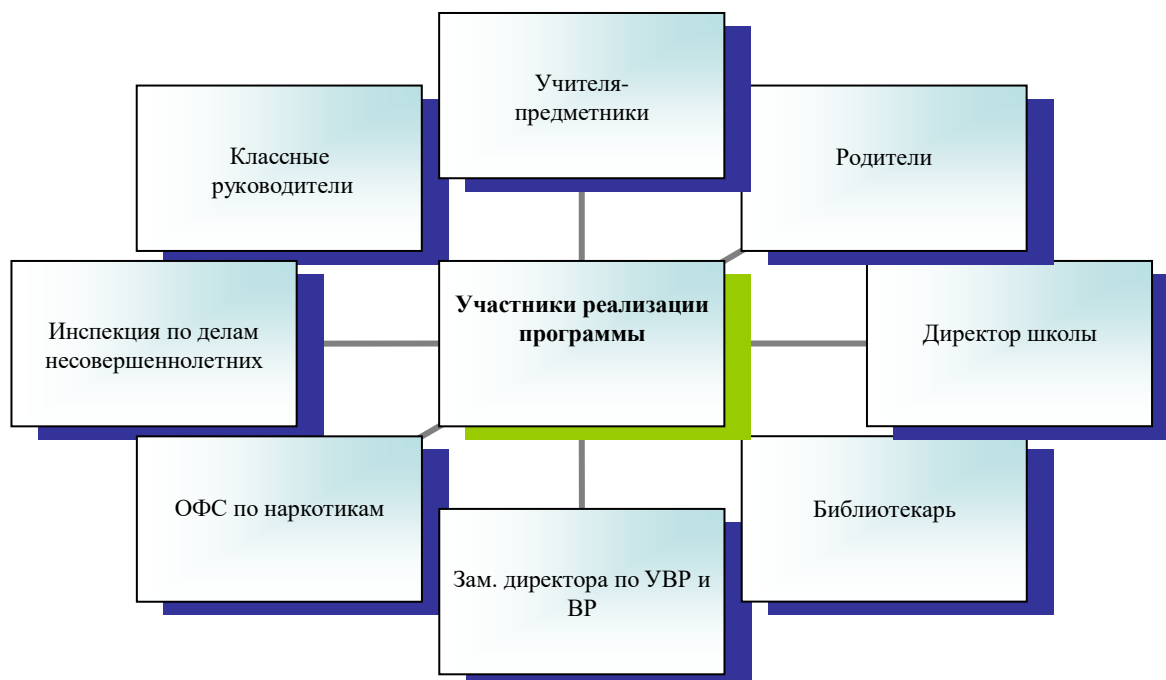 Учителя-
предметники
Классные
руководители
Родители
Участники реализации
программы
Инспекция по делам
несовершеннолетних
Директор школы
ОФС по наркотикам
Библиотекарь
Зам. директора по УВР и
ВР